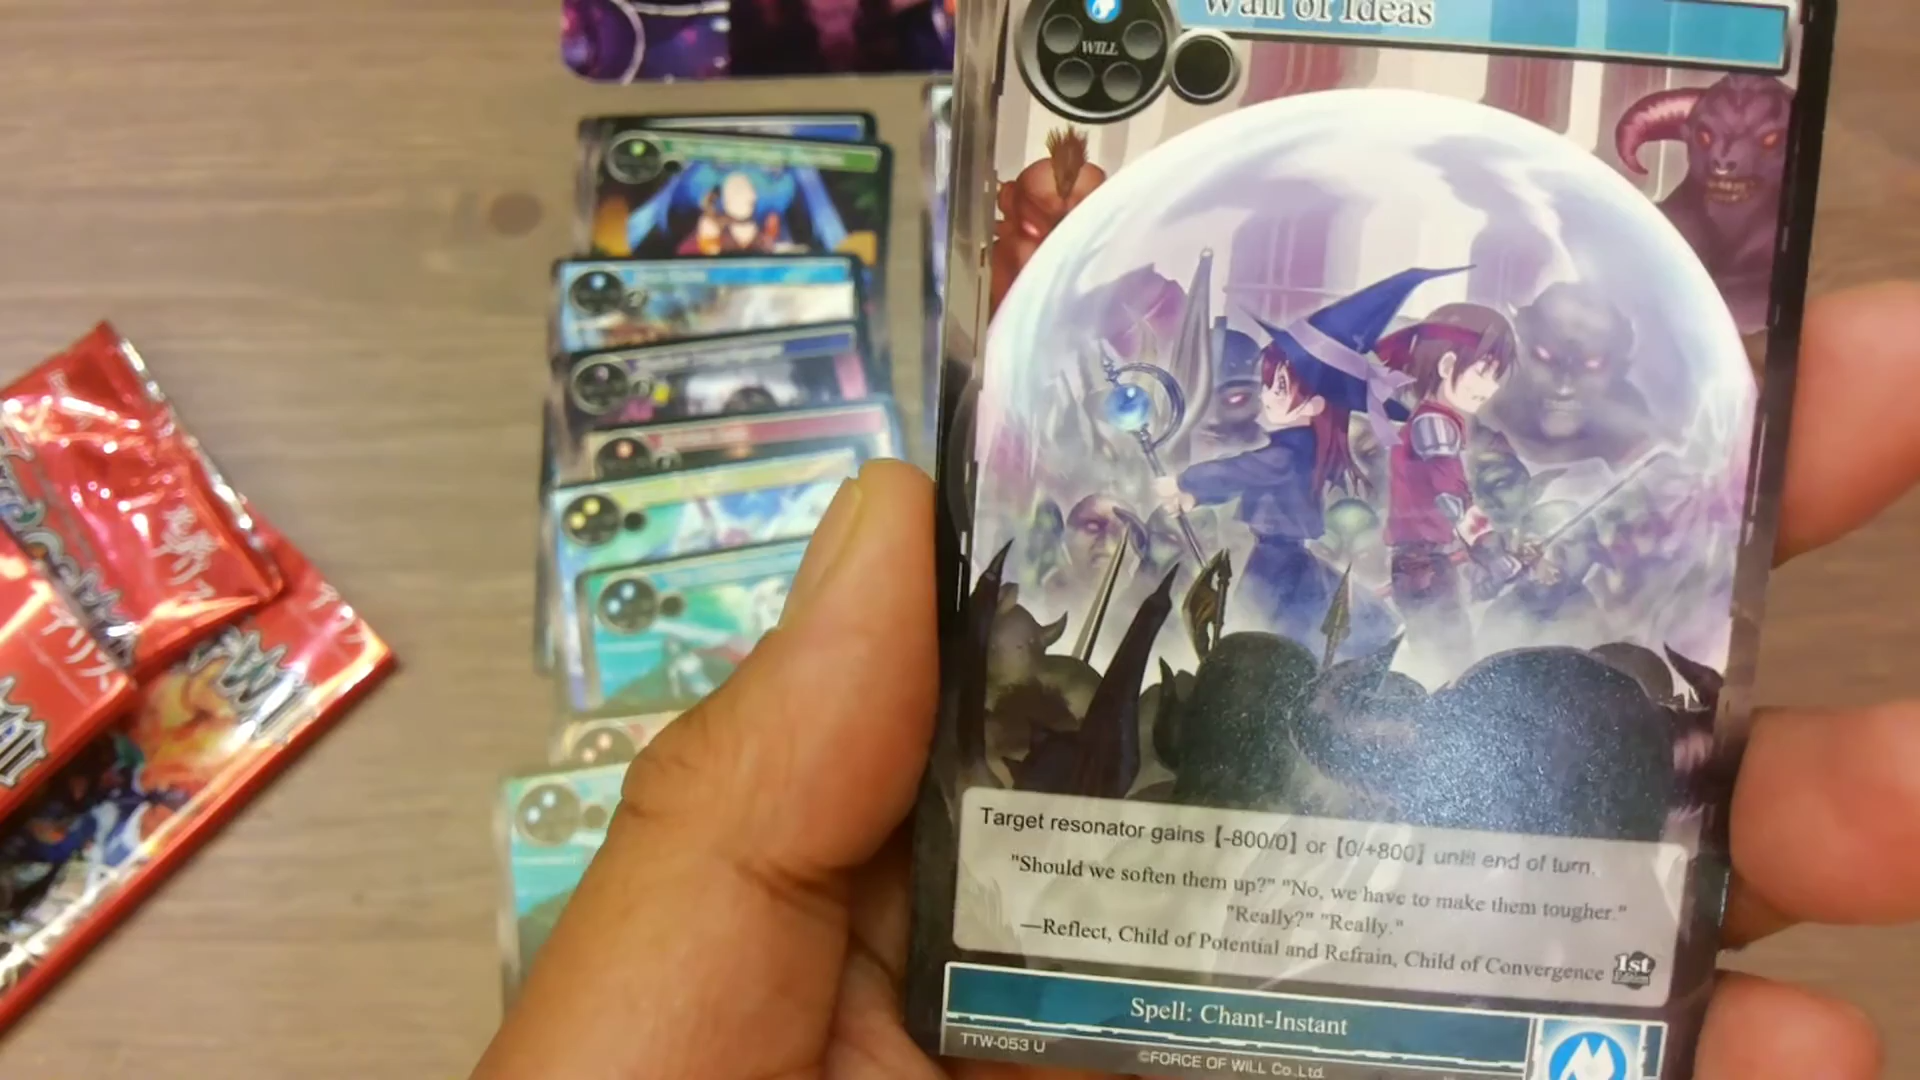 Wall of Ideas
WILL
Target resonator gains 【-800/0】 or 【0/+800】 until end of turn.
"Should we soften them up?" "No, we have to make them tougher."
"Really?" "Really."
—Reflect, Child of Potential and Refrain, Child of Convergence
1st
Spell: Chant-Instant
TTW-053 U
©FORCE OF WILL Co.,Ltd.